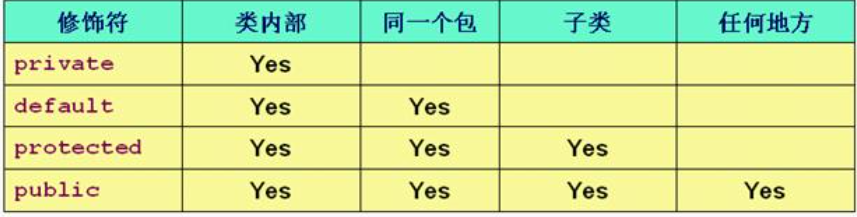 修饰符 类内部 同一个包 子类 任何地方
private Yes
default Yes Yes
protected Yes Yes Yes
public Yes Yes Yes Yes